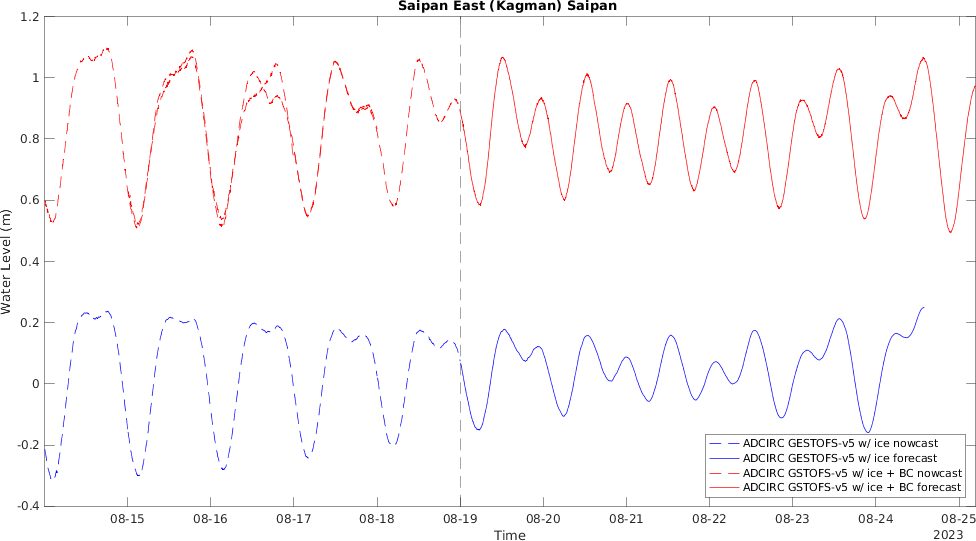 Saipan East (Kagman) Saipan
1.2
1
0.8
0.6
0.4
0.2
0
-0.2
-0.4
Water Level (m)
ADCIRC GESTOFS-v5 w/ ice nowcast
ADCIRC GESTOFS-v5 w/ ice forecast
ADCIRC GSTOFS-v5 w/ ice + BC nowcast
ADCIRC GSTOFS-v5 w/ ice + BC forecast
08-15 08-16 08-17 08-18 08-19 08-20 08-21 08-22 08-23 08-24 08-25
Time
2023